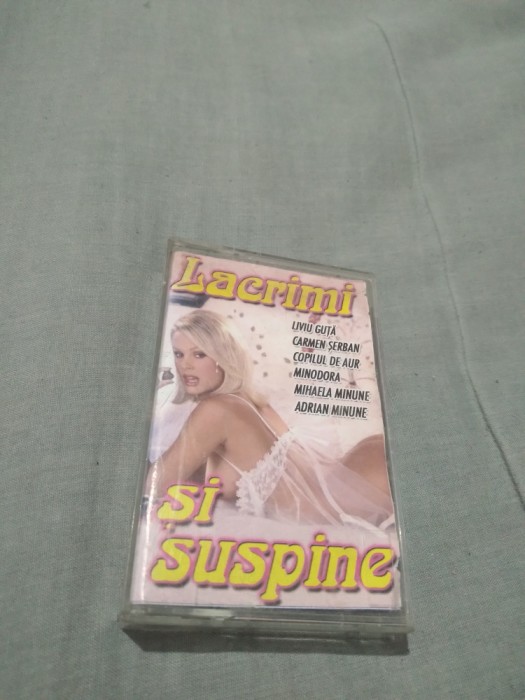 Lacrimi
LIVIU GUȚĂ
CARMEN ȘERBAN
COPILUL DE AUR
MINODORA
MIHAELA MINUNE
ADRIAN MINUNE
și
suspine